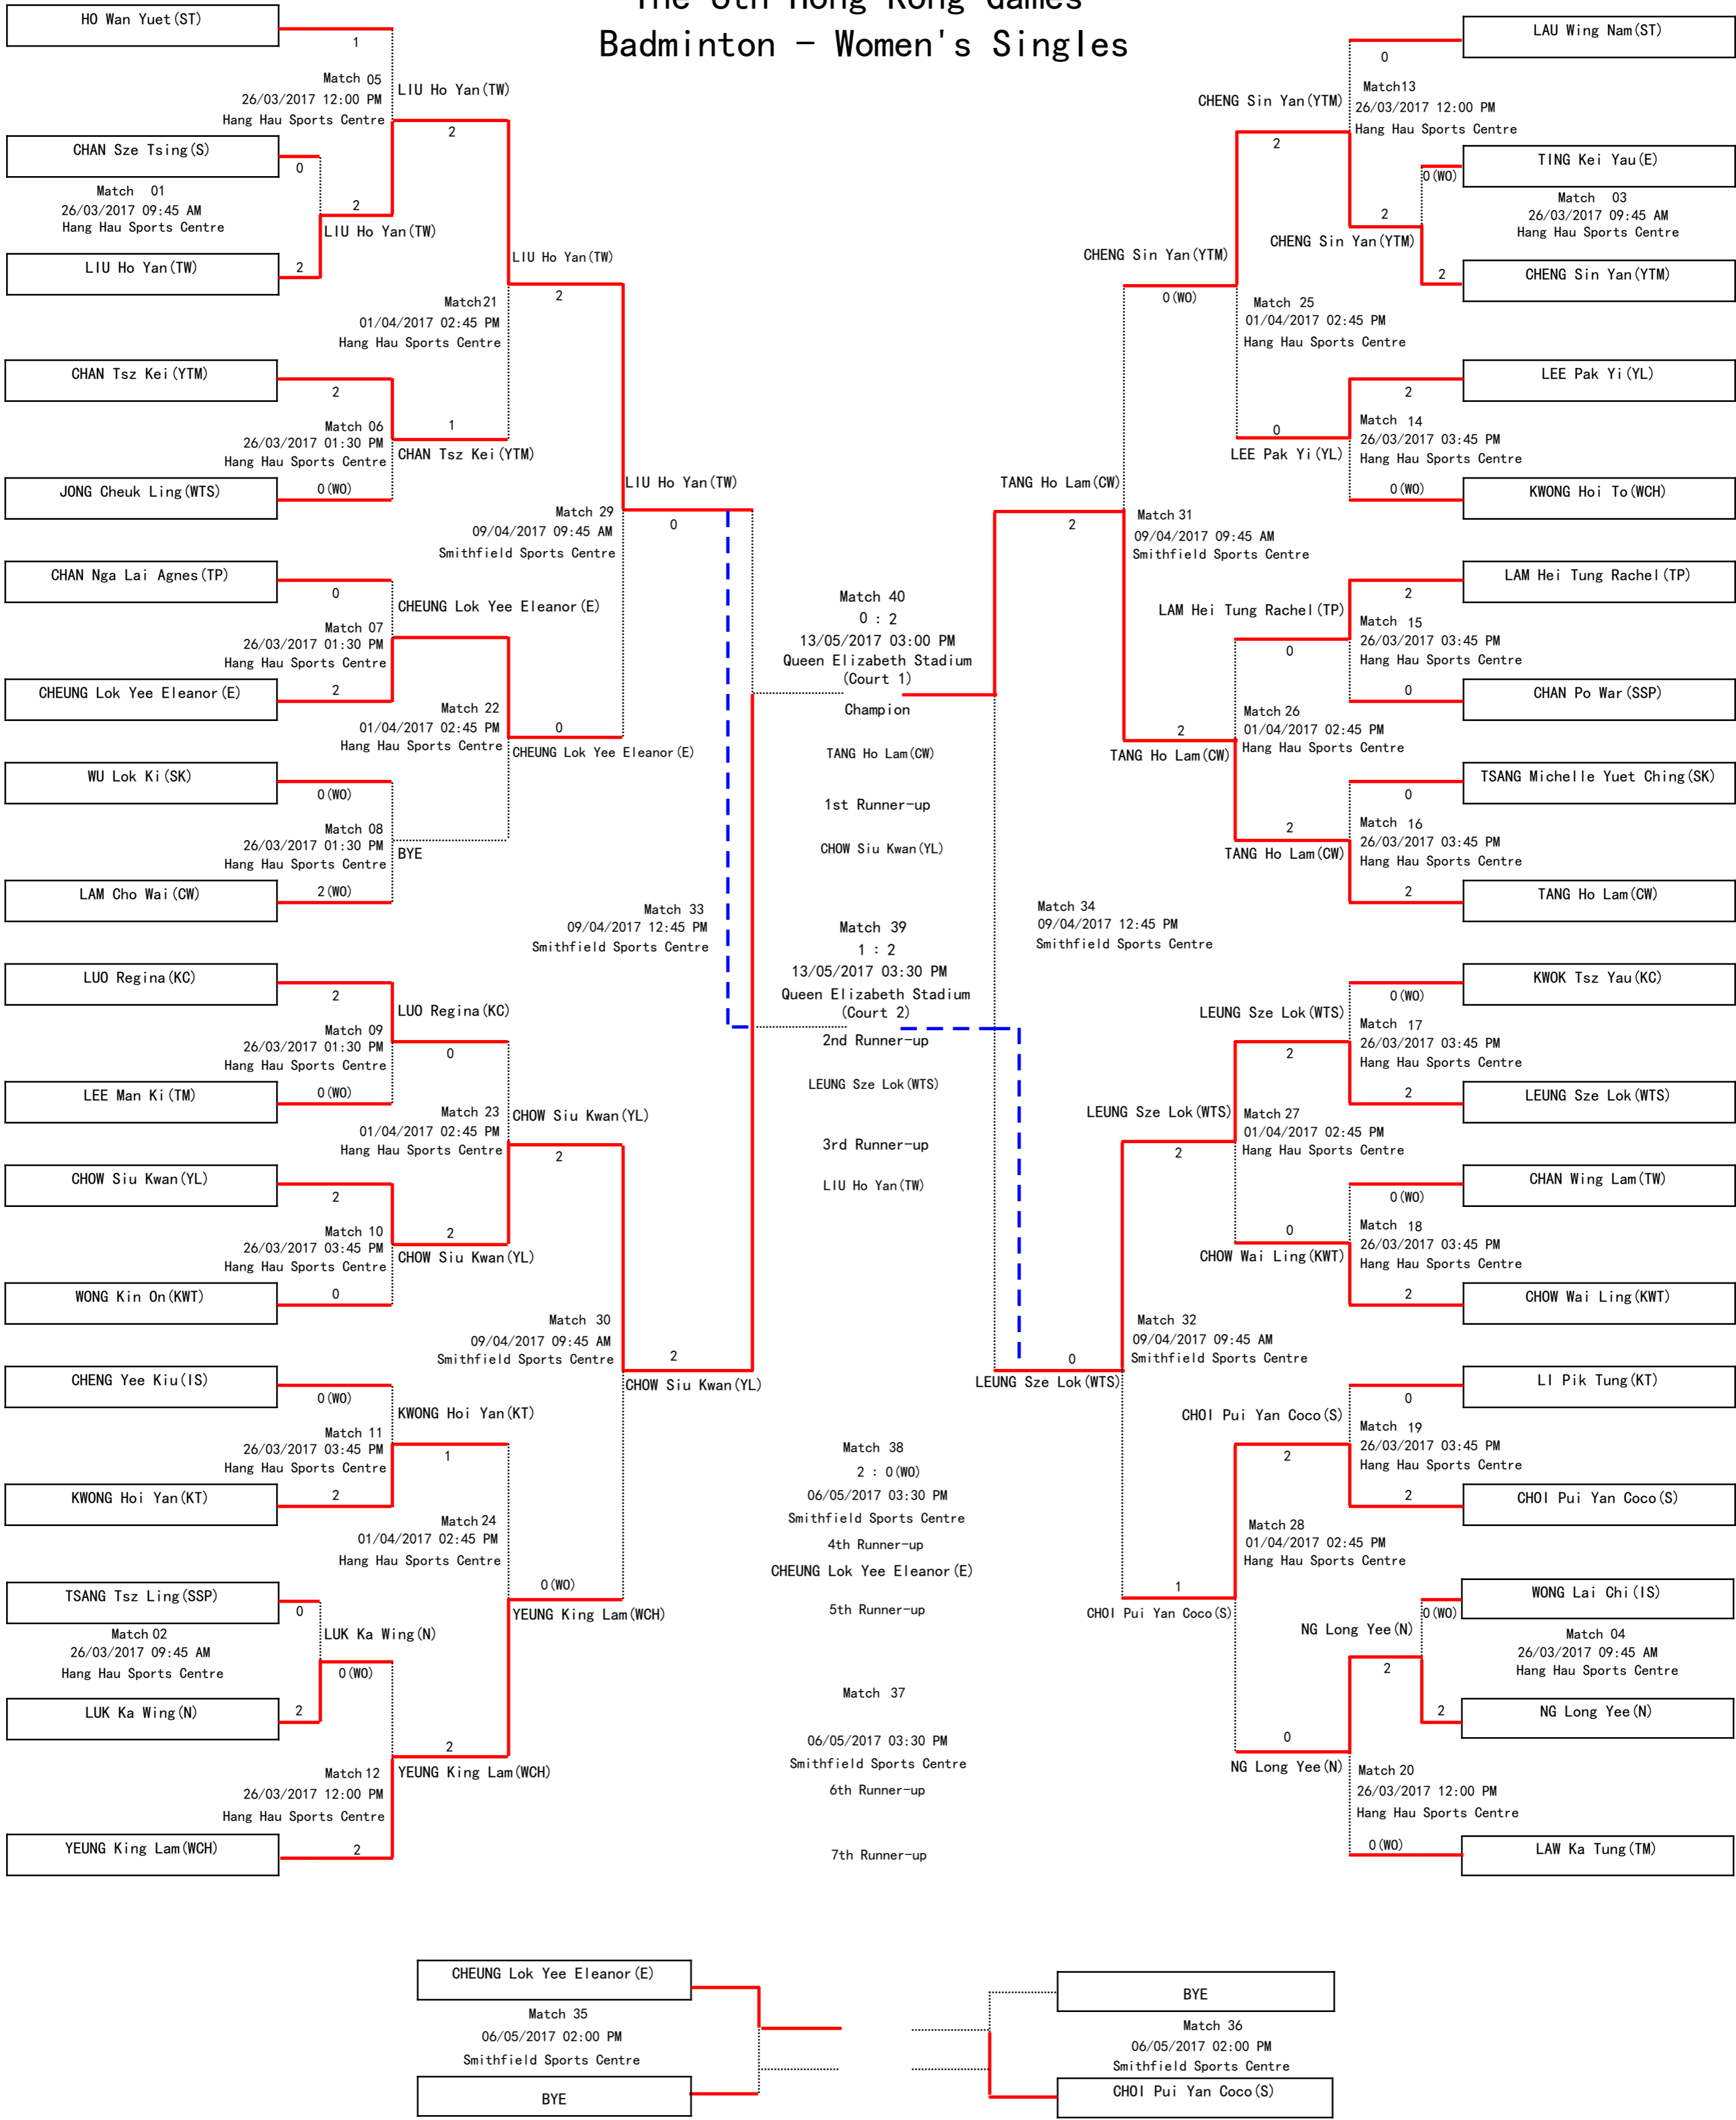 The 6th Hong Kong Games
Badminton - Women's Singles
HO Wan Yuet(ST)
1
Match 05
26/03/2017 12:00 PM
Hang Hau Sports Centre
LIU Ho Yan(TW)
2
CHAN Sze Tsing(S)
0
Match 01
26/03/2017 09:45 AM
Hang Hau Sports Centre
2
LIU Ho Yan(TW)
LIU Ho Yan(TW)
2
LIU Ho Yan(TW)
2
Match 21
01/04/2017 02:45 PM
Hang Hau Sports Centre
CHAN Tsz Kei(YTM)
2
Match 06
26/03/2017 01:30 PM
Hang Hau Sports Centre
1
CHAN Tsz Kei(YTM)
JONG Cheuk Ling(WTS)
0(WO)
LIU Ho Yan(TW)
0
Match 29
09/04/2017 09:45 AM
Smithfield Sports Centre
CHAN Nga Lai Agnes(TP)
0
CHEUNG Lok Yee Eleanor(E)
Match 07
26/03/2017 01:30 PM
Hang Hau Sports Centre
CHEUNG Lok Yee Eleanor(E)
2
Match 22
01/04/2017 02:45 PM
Hang Hau Sports Centre
0
CHEUNG Lok Yee Eleanor(E)
WU Lok Ki(SK)
0(WO)
Match 08
26/03/2017 01:30 PM
Hang Hau Sports Centre
BYE
LAM Cho Wai(CW)
2(WO)
Match 33
09/04/2017 12:45 PM
Smithfield Sports Centre
LUO Regina(KC)
2
LUO Regina(KC)
Match 09
26/03/2017 01:30 PM
Hang Hau Sports Centre
0
LEE Man Ki(TM)
0(WO)
Match 23
01/04/2017 02:45 PM
Hang Hau Sports Centre
CHOW Siu Kwan(YL)
2
CHOW Siu Kwan(YL)
2
Match 10
26/03/2017 03:45 PM
Hang Hau Sports Centre
2
CHOW Siu Kwan(YL)
WONG Kin On(KWT)
0
Match 30
09/04/2017 09:45 AM
Smithfield Sports Centre
2
CHOW Siu Kwan(YL)
CHENG Yee Kiu(IS)
0(WO)
KWONG Hoi Yan(KT)
Match 11
26/03/2017 03:45 PM
Hang Hau Sports Centre
1
KWONG Hoi Yan(KT)
2
Match 24
01/04/2017 02:45 PM
Hang Hau Sports Centre
0(WO)
YEUNG King Lam(WCH)
TSANG Tsz Ling(SSP)
0
Match 02
26/03/2017 09:45 AM
Hang Hau Sports Centre
LUK Ka Wing(N)
0(WO)
LUK Ka Wing(N)
2
2
YEUNG King Lam(WCH)
Match 12
26/03/2017 12:00 PM
Hang Hau Sports Centre
YEUNG King Lam(WCH)
2
Match 40
0 : 2
13/05/2017 03:00 PM
Queen Elizabeth Stadium
(Court 1)
Champion
TANG Ho Lam(CW)
1st Runner-up
CHOW Siu Kwan(YL)
Match 39
1 : 2
13/05/2017 03:30 PM
Queen Elizabeth Stadium
(Court 2)
2nd Runner-up
LEUNG Sze Lok(WTS)
3rd Runner-up
LIU Ho Yan(TW)
Match 38
2 : 0(WO)
06/05/2017 03:30 PM
Smithfield Sports Centre
4th Runner-up
CHEUNG Lok Yee Eleanor(E)
5th Runner-up
Match 37
06/05/2017 03:30 PM
Smithfield Sports Centre
6th Runner-up
7th Runner-up
LAU Wing Nam(ST)
0
Match 13
26/03/2017 12:00 PM
Hang Hau Sports Centre
CHENG Sin Yan(YTM)
2
TING Kei Yau(E)
0(WO)
Match 03
26/03/2017 09:45 AM
Hang Hau Sports Centre
2
CHENG Sin Yan(YTM)
CHENG Sin Yan(YTM)
2
CHENG Sin Yan(YTM)
0(WO)
Match 25
01/04/2017 02:45 PM
Hang Hau Sports Centre
LEE Pak Yi(YL)
2
Match 14
26/03/2017 03:45 PM
Hang Hau Sports Centre
0
LEE Pak Yi(YL)
KWONG Hoi To(WCH)
0(WO)
TANG Ho Lam(CW)
2
Match 31
09/04/2017 09:45 AM
Smithfield Sports Centre
LAM Hei Tung Rachel(TP)
2
LAM Hei Tung Rachel(TP)
Match 15
26/03/2017 03:45 PM
Hang Hau Sports Centre
0
CHAN Po War(SSP)
0
Match 26
01/04/2017 02:45 PM
Hang Hau Sports Centre
2
TANG Ho Lam(CW)
TSANG Michelle Yuet Ching(SK)
0
Match 16
26/03/2017 03:45 PM
Hang Hau Sports Centre
2
TANG Ho Lam(CW)
TANG Ho Lam(CW)
2
Match 34
09/04/2017 12:45 PM
Smithfield Sports Centre
KWOK Tsz Yau(KC)
0(WO)
LEUNG Sze Lok(WTS)
Match 17
26/03/2017 03:45 PM
Hang Hau Sports Centre
2
LEUNG Sze Lok(WTS)
2
LEUNG Sze Lok(WTS)
2
Match 27
01/04/2017 02:45 PM
Hang Hau Sports Centre
CHAN Wing Lam(TW)
0(WO)
Match 18
26/03/2017 03:45 PM
Hang Hau Sports Centre
0
CHOW Wai Ling(KWT)
CHOW Wai Ling(KWT)
2
Match 32
09/04/2017 09:45 AM
Smithfield Sports Centre
0
LEUNG Sze Lok(WTS)
LI Pik Tung(KT)
0
CHOI Pui Yan Coco(S)
Match 19
26/03/2017 03:45 PM
Hang Hau Sports Centre
2
CHOI Pui Yan Coco(S)
2
Match 28
01/04/2017 02:45 PM
Hang Hau Sports Centre
1
CHOI Pui Yan Coco(S)
WONG Lai Chi(IS)
0(WO)
NG Long Yee(N)
Match 04
26/03/2017 09:45 AM
Hang Hau Sports Centre
2
NG Long Yee(N)
2
0
NG Long Yee(N)
Match 20
26/03/2017 12:00 PM
Hang Hau Sports Centre
LAW Ka Tung(TM)
0(WO)
CHEUNG Lok Yee Eleanor(E)
Match 35
06/05/2017 02:00 PM
Smithfield Sports Centre
BYE
BYE
Match 36
06/05/2017 02:00 PM
Smithfield Sports Centre
CHOI Pui Yan Coco(S)